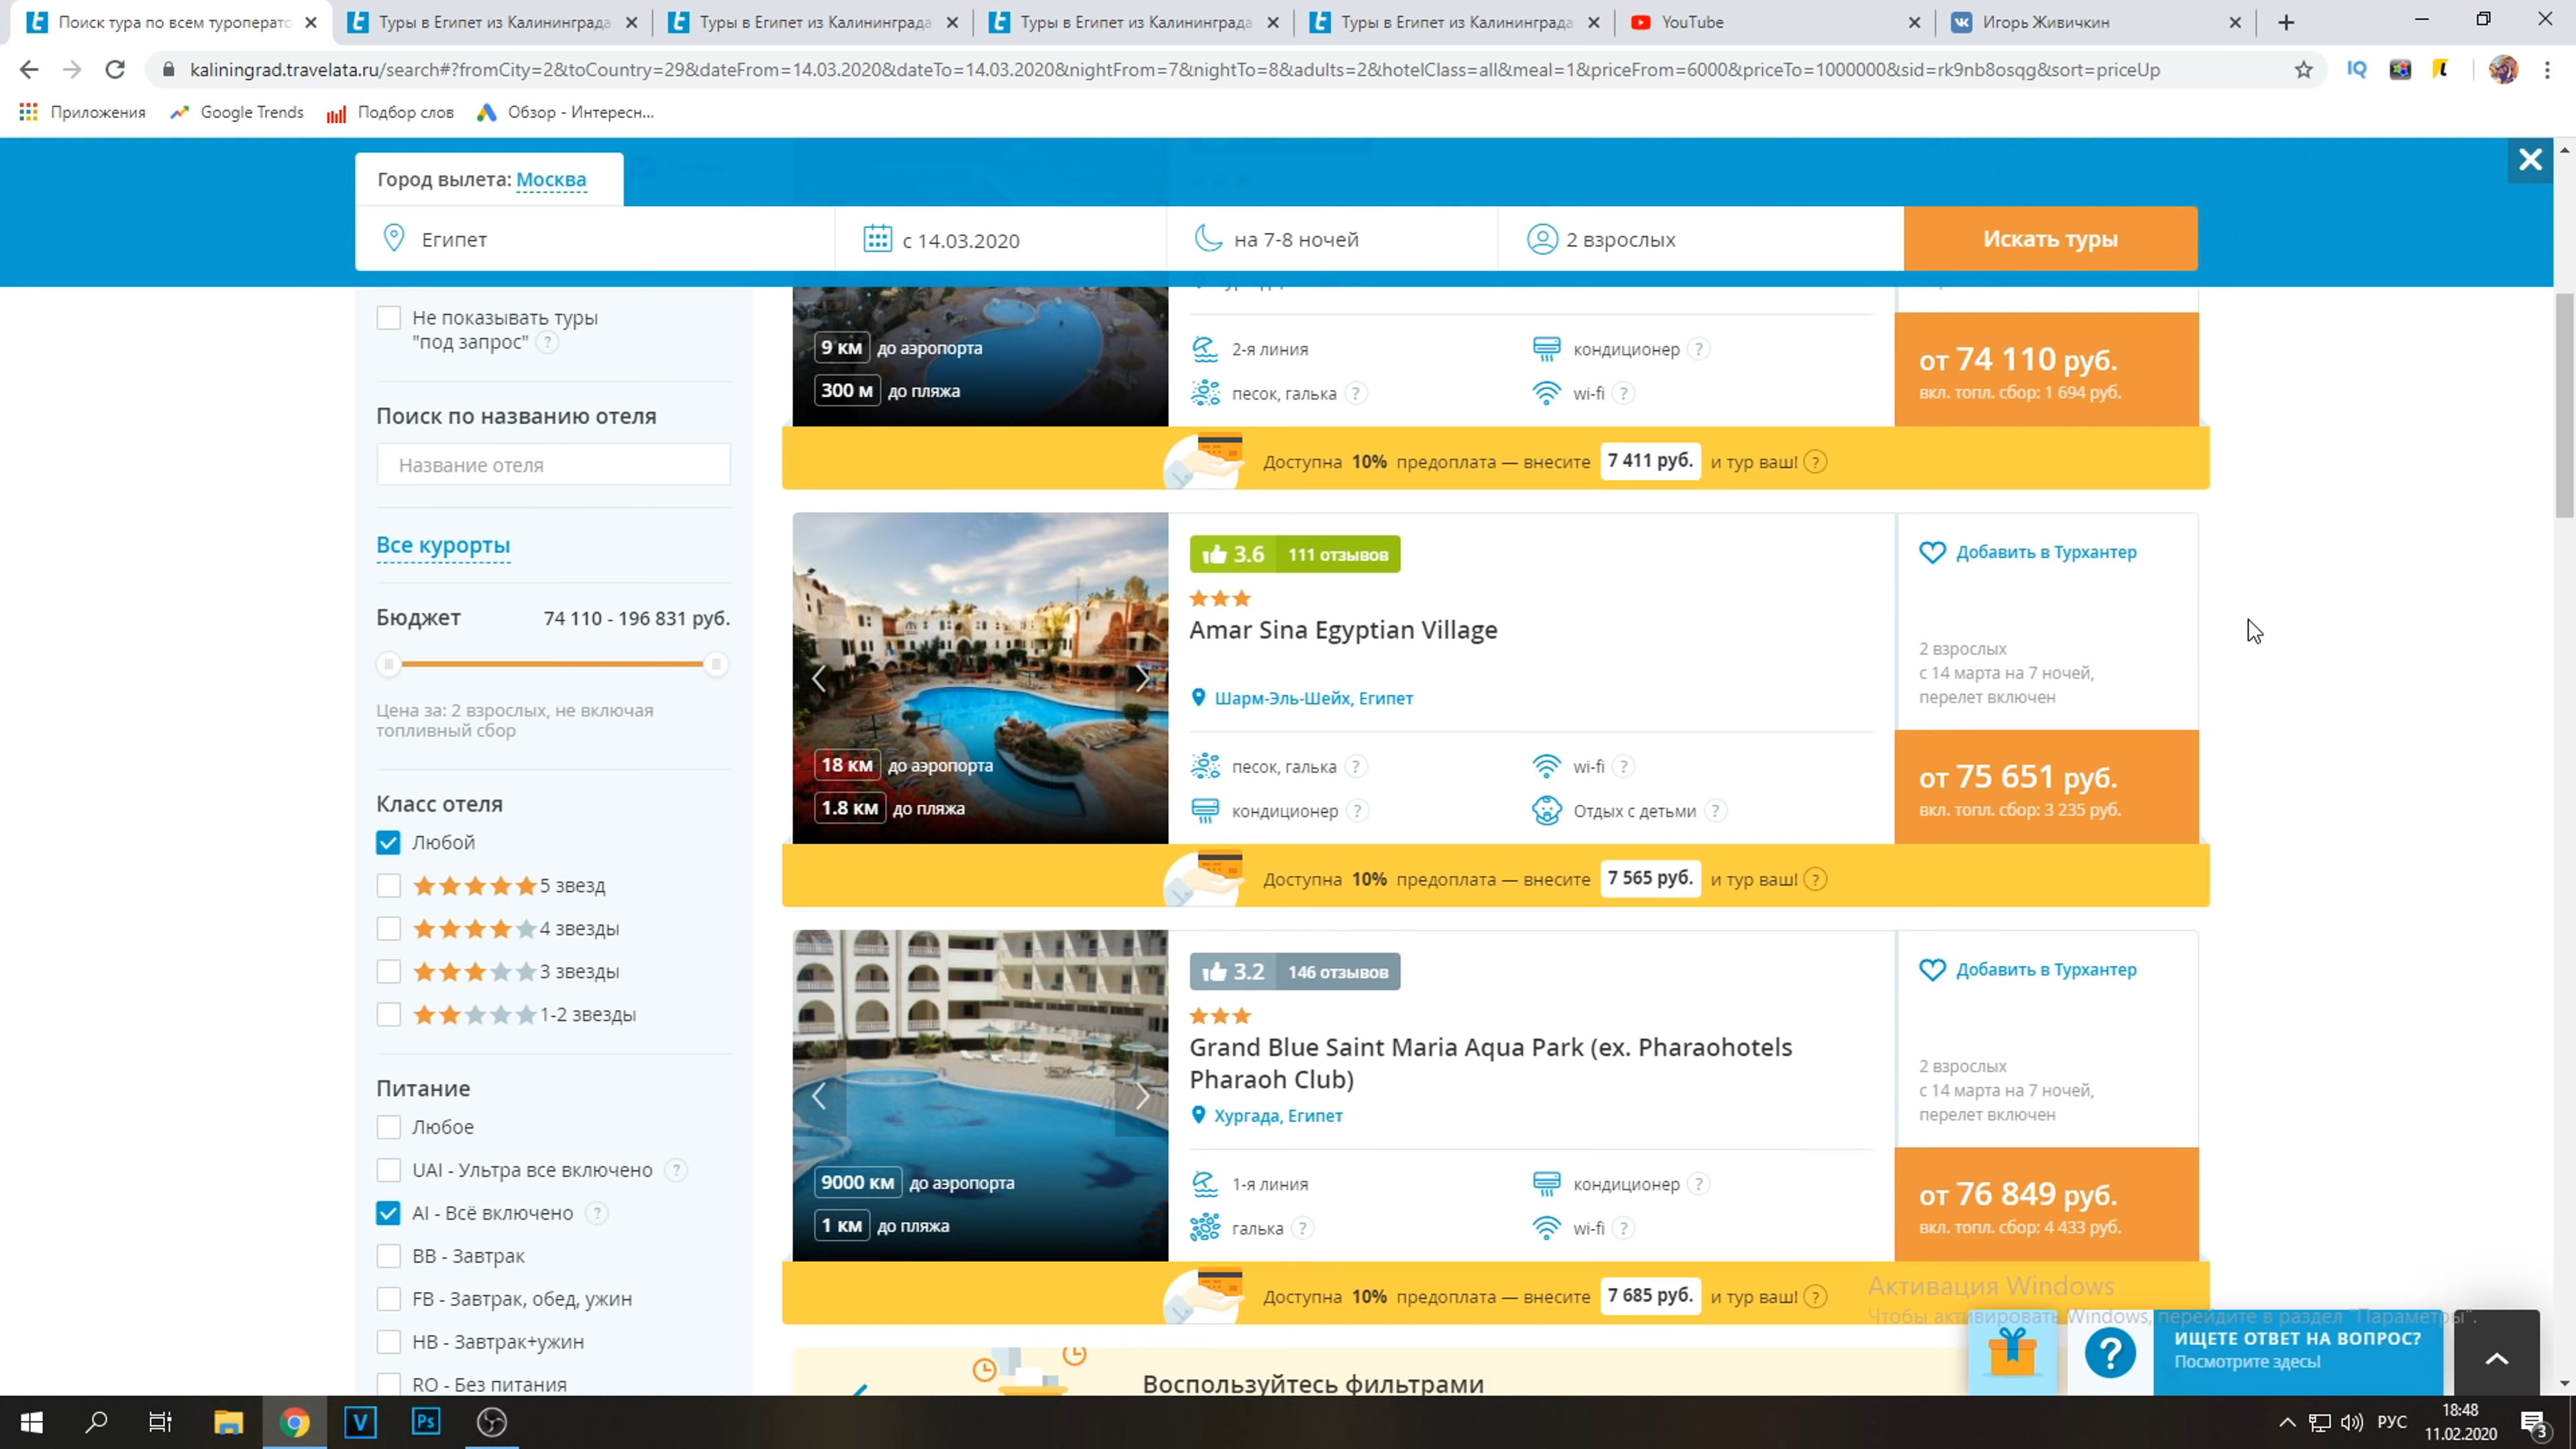 Поиск тура по всем туроперато
Туры в Египет из Калининграда
Туры в Египет из Калининграда
Туры в Египет из Калининграда
Туры в Египет из Калининграда
YouTube
Игорь Живичкин
kaliningrad.travelata.ru/search#?fromCity=2&toCountry=29&dateFrom=14.03.2020&dateTo=14.03.2020&nightFrom=7&nightTo=8&adults=2&hotelClass=all&meal=1&priceFrom=6000&priceTo=1000000&sid=rk9nb8osqg&sort=priceUp
IQ
Приложения
Google Trends
Подбор слов
Обзор - Интересн...
Город вылета: Москва
Египет
с 14.03.2020
на 7-8 ночей
2 взрослых
Искать туры
Не показывать туры
"под запрос" ?
Поиск по названию отеля
Название отеля
Все курорты
Бюджет 74 110 - 196 831 руб.
Цена за: 2 взрослых, не включая
топливный сбор
Класс отеля
Любой
5 звезд
4 звезды
3 звезды
1-2 звезды
Питание
Любое
UAI - Ультра все включено ?
AI - Всё включено ?
BB - Завтрак
FB - Завтрак, обед, ужин
HB - Завтрак+ужин
RO - Без питания
9 км до аэропорта
300 м до пляжа
2-я линия
кондиционер ?
песок, галька ?
wi-fi ?
от 74 110 руб.
вкл. топл. сбор: 1 694 руб.
Доступна 10% предоплата — внесите 7 411 руб. и тур ваш! ?
18 км до аэропорта
1.8 км до пляжа
3.6 111 отзывов
Amar Sina Egyptian Village
Шарм-Эль-Шейх, Египет
песок, галька ?
wi-fi ?
кондиционер ?
Отдых с детьми ?
Добавить в Турхантер
2 взрослых
с 14 марта на 7 ночей,
перелет включен
от 75 651 руб.
вкл. топл. сбор: 3 235 руб.
Доступна 10% предоплата — внесите 7 565 руб. и тур ваш! ?
9000 км до аэропорта
1 км до пляжа
3.2 146 отзывов
Grand Blue Saint Maria Aqua Park (ex. Pharaohotels
Pharaoh Club)
Хургада, Египет
1-я линия
кондиционер ?
галька ?
wi-fi ?
Добавить в Турхантер
2 взрослых
с 14 марта на 7 ночей,
перелет включен
от 76 849 руб.
вкл. топл. сбор: 4 433 руб.
Доступна 10% предоплата — внесите 7 685 руб. и тур ваш! ?
Воспользуйтесь фильтрами
Активация Windows
Чтобы активировать Windows, перейдите в раздел "Параметры".
?
ИЩЕТЕ ОТВЕТ НА ВОПРОС?
Посмотрите здесь!
V
Ps
РУС
18:48
11.02.2020
3